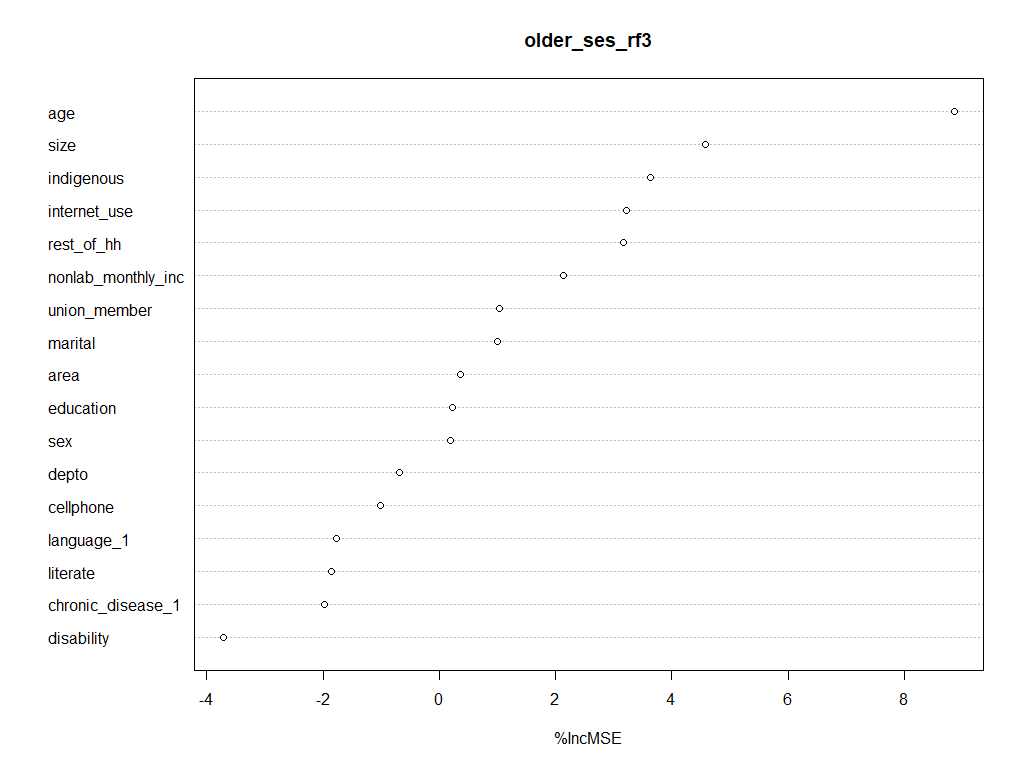 older_ses_rf3
age
size
indigenous
internet_use
rest_of_hh
nonlab_monthly_inc
union_member
marital
area
education
sex
depto
cellphone
language_1
literate
chronic_disease_1
disability
-4 -2 0 2 4 6 8
%IncMSE